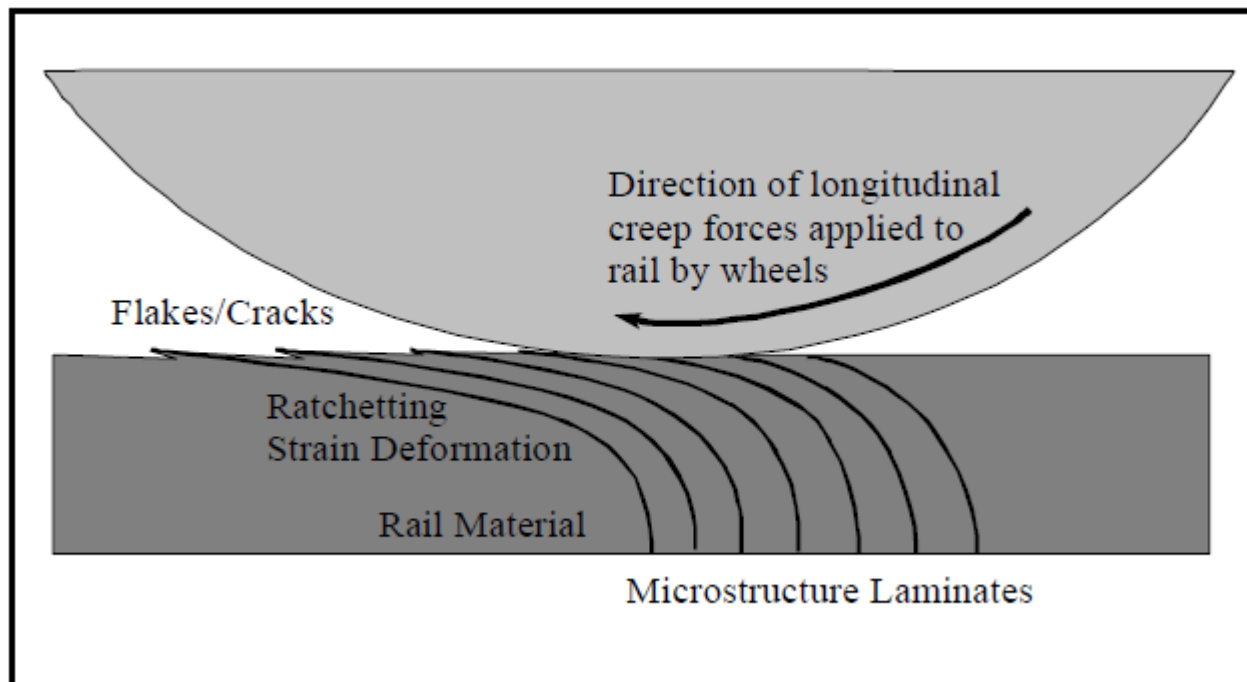 Direction of longitudinal
creep forces applied to
rail by wheels
Flakes/Cracks
Ratchetting
Strain Deformation
Rail Material
Microstructure Laminates